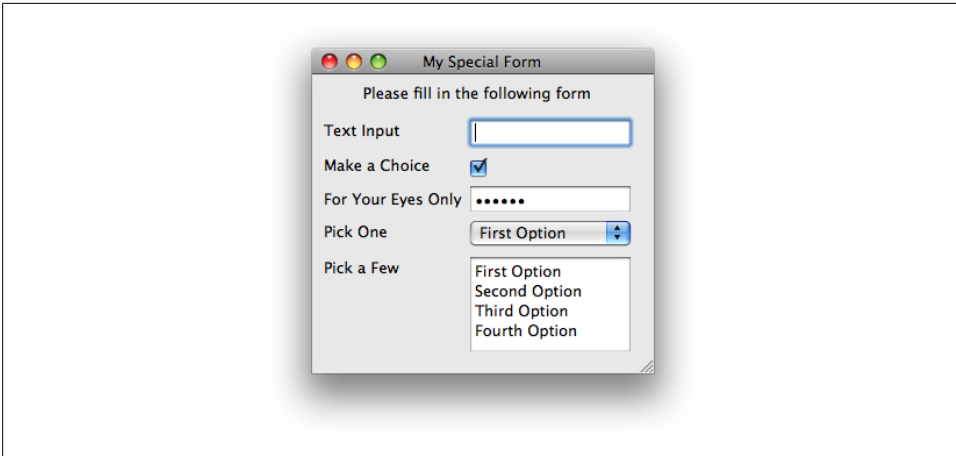 My Special Form
Please fill in the following form
Text Input
Make a Choice
For Your Eyes Only ••••••
Pick One First Option
Pick a Few
First Option
Second Option
Third Option
Fourth Option